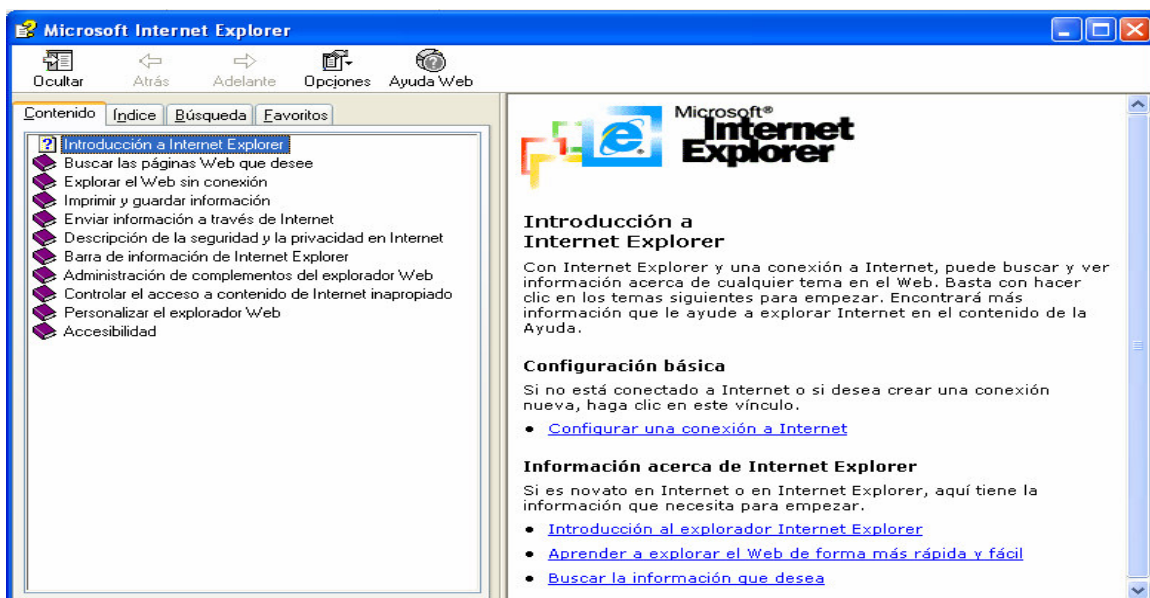 Microsoft Internet Explorer
Ocultar Atrás Adelante Opciones Ayuda Web
Contenido Índice Búsqueda Favoritos
Introducción a Internet Explorer
Buscar las páginas Web que desee
Explorar el Web sin conexión
Imprimir y guardar información
Enviar información a través de Internet
Descripción de la seguridad y la privacidad en Internet
Barra de información de Internet Explorer
Administración de complementos del explorador Web
Controlar el acceso a contenido de Internet inapropiado
Personalizar el explorador Web
Accesibilidad
Microsoft®
Internet
Explorer
Introducción a
Internet Explorer
Con Internet Explorer y una conexión a Internet, puede buscar y ver
información acerca de cualquier tema en el Web. Basta con hacer
clic en los temas siguientes para empezar. Encontrará más
información que le ayude a explorar Internet en el contenido de la
Ayuda.
Configuración básica
Si no está conectado a Internet o si desea crear una conexión
nueva, haga clic en este vínculo.
• Configurar una conexión a Internet
Información acerca de Internet Explorer
Si es novato en Internet o en Internet Explorer, aquí tiene la
información que necesita para empezar.
• Introducción al explorador Internet Explorer
• Aprender a explorar el Web de forma más rápida y fácil
• Buscar la información que desea